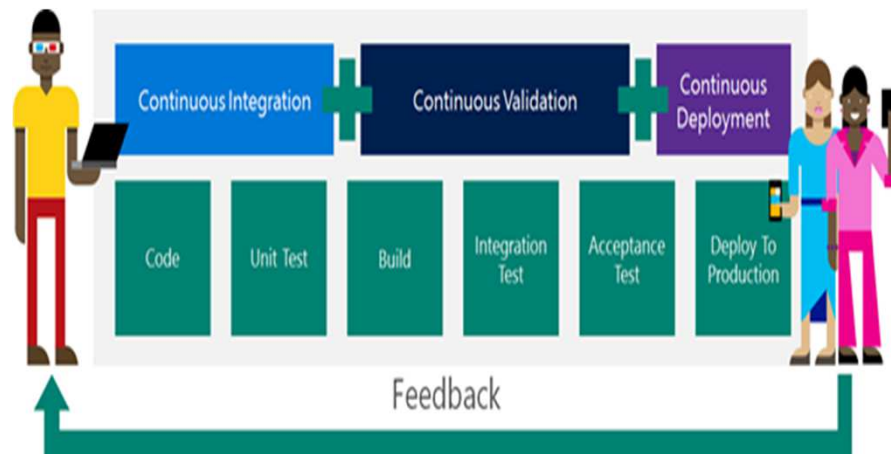 Continuous Integration
Continuous Validation
Continuous
Deployment
Code
Unit Test
Build
Integration
Test
Acceptance
Test
Deploy To
Production
Feedback